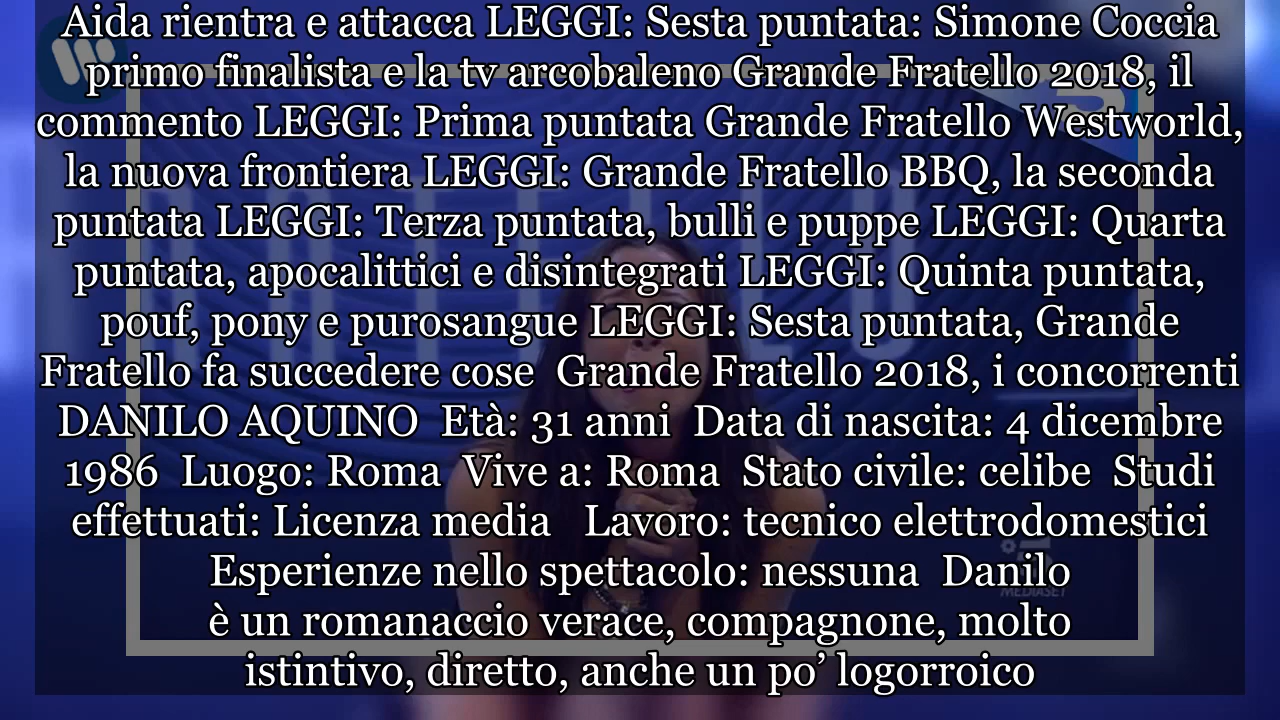 Aida rientra e attacca LEGGI: Sesta puntata: Simone Coccia
primo finalista e la tv arcobaleno Grande Fratello 2018, il
commento LEGGI: Prima puntata Grande Fratello Westworld,
la nuova frontiera LEGGI: Grande Fratello BBQ, la seconda
puntata LEGGI: Terza puntata, bulli e puppe LEGGI: Quarta
puntata, apocalittici e disintegrati LEGGI: Quinta puntata,
pouf, pony e purosangue LEGGI: Sesta puntata, Grande
Fratello fa succedere cose  Grande Fratello 2018, i concorrenti
DANILO AQUINO  Età: 31 anni  Data di nascita: 4 dicembre
1986  Luogo: Roma  Vive a: Roma  Stato civile: celibe  Studi
effettuati: Licenza media   Lavoro: tecnico elettrodomestici
Esperienze nello spettacolo: nessuna  Danilo
MEDIASET
è un romanaccio verace, compagnone, molto
istintivo, diretto, anche un po’ logorroico